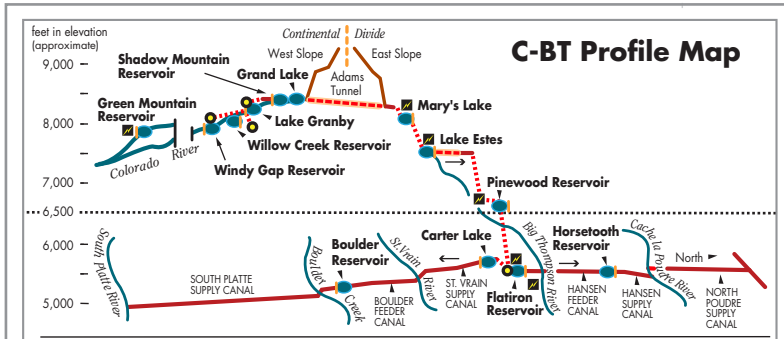 C-BT Profile Map
feet in elevation
(approximate)
9,000
8,000
7,000
6,500
6,000
5,000
Continental Divide
West Slope
East Slope
Adams
Tunnel
Shadow Mountain
Reservoir
Grand Lake
Green Mountain
Reservoir
Lake Granby
Willow Creek Reservoir
Windy Gap Reservoir
Colorado River
Mary's Lake
Lake Estes
Pinewood Reservoir
South Platte River
SOUTH PLATTE
SUPPLY CANAL
Boulder Creek
Boulder
Reservoir
BOULDER
FEEDER
CANAL
St. Vrain River
ST. VRAIN
SUPPLY
CANAL
Carter Lake
Flatiron
Reservoir
Big Thompson River
HANSEN
FEEDER
CANAL
Horsetooth
Reservoir
HANSEN
SUPPLY
CANAL
Cache la Poudre River
North
NORTH
POUDRE
SUPPLY
CANAL